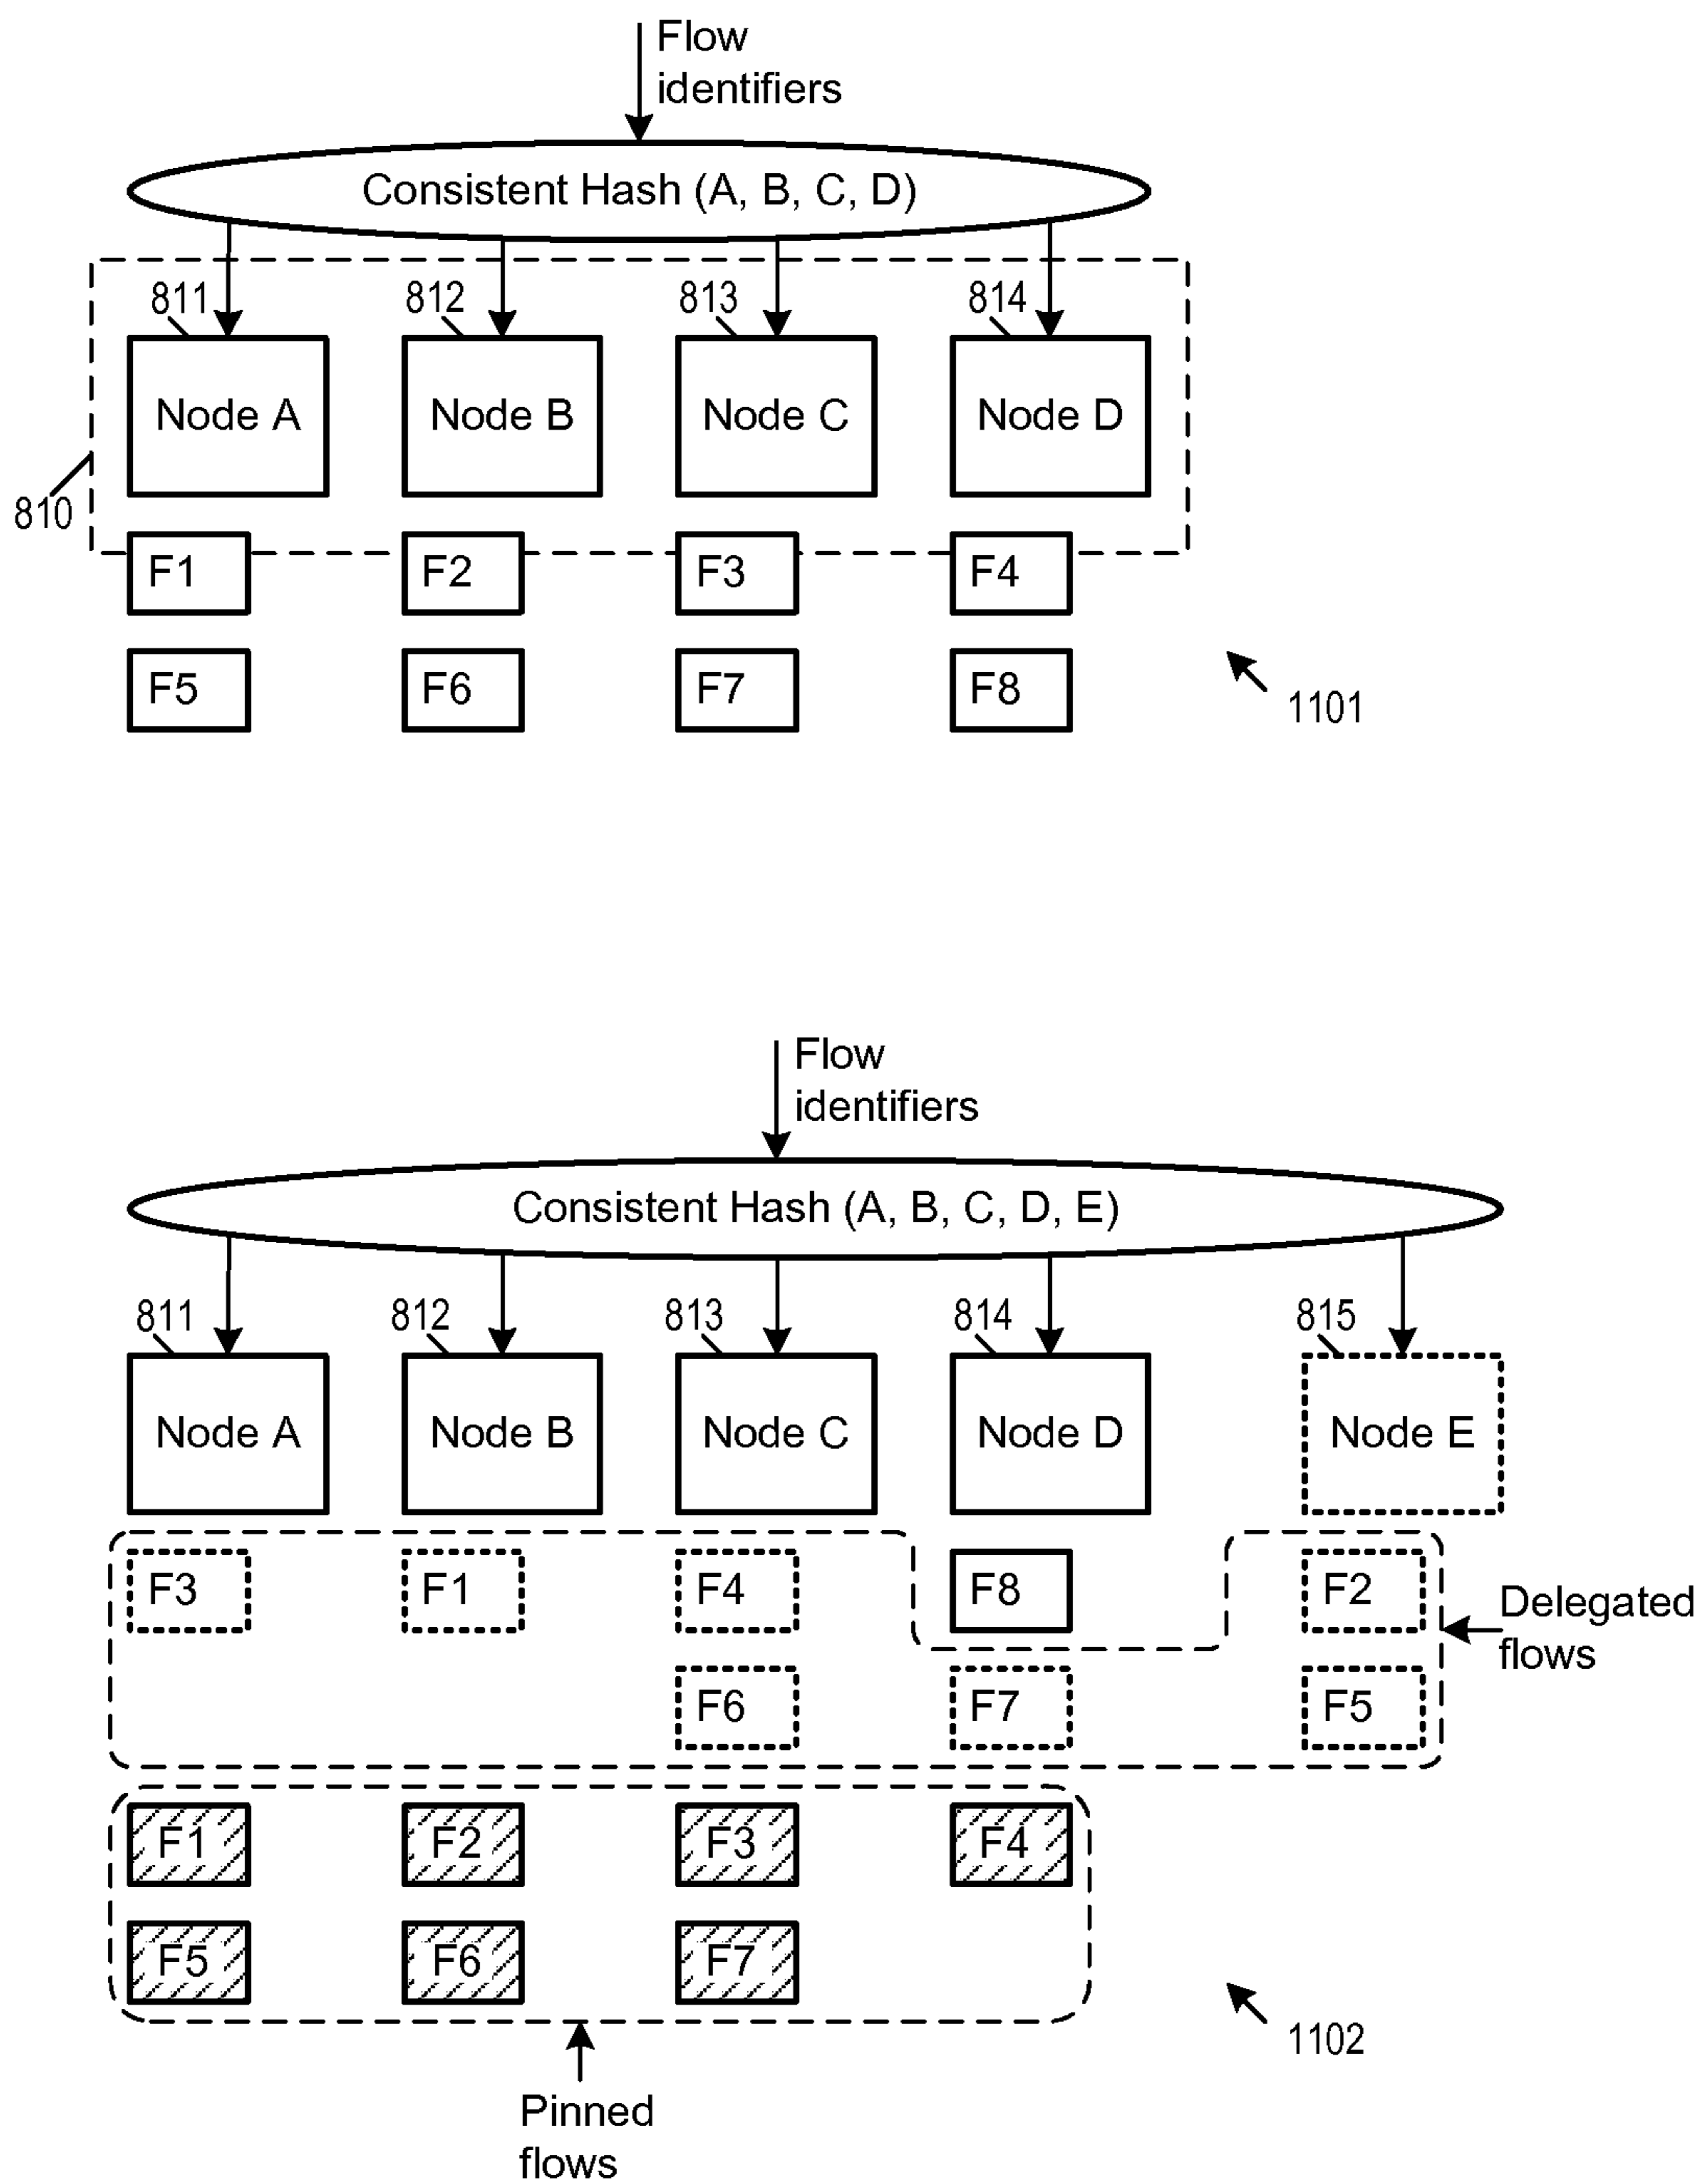 Flow
identifiers
Consistent Hash (A, B, C, D)
811 812 813 814
Node A Node B Node C Node D
810
F1 F2 F3 F4
F5 F6 F7 F8
1101
Flow
identifiers
Consistent Hash (A, B, C, D, E)
811 812 813 814 815
Node A Node B Node C Node D Node E
F3 F1 F4 F8 F2
Delegated
flows
F6 F7 F5
F1 F2 F3 F4
F5 F6 F7
1102
Pinned
flows